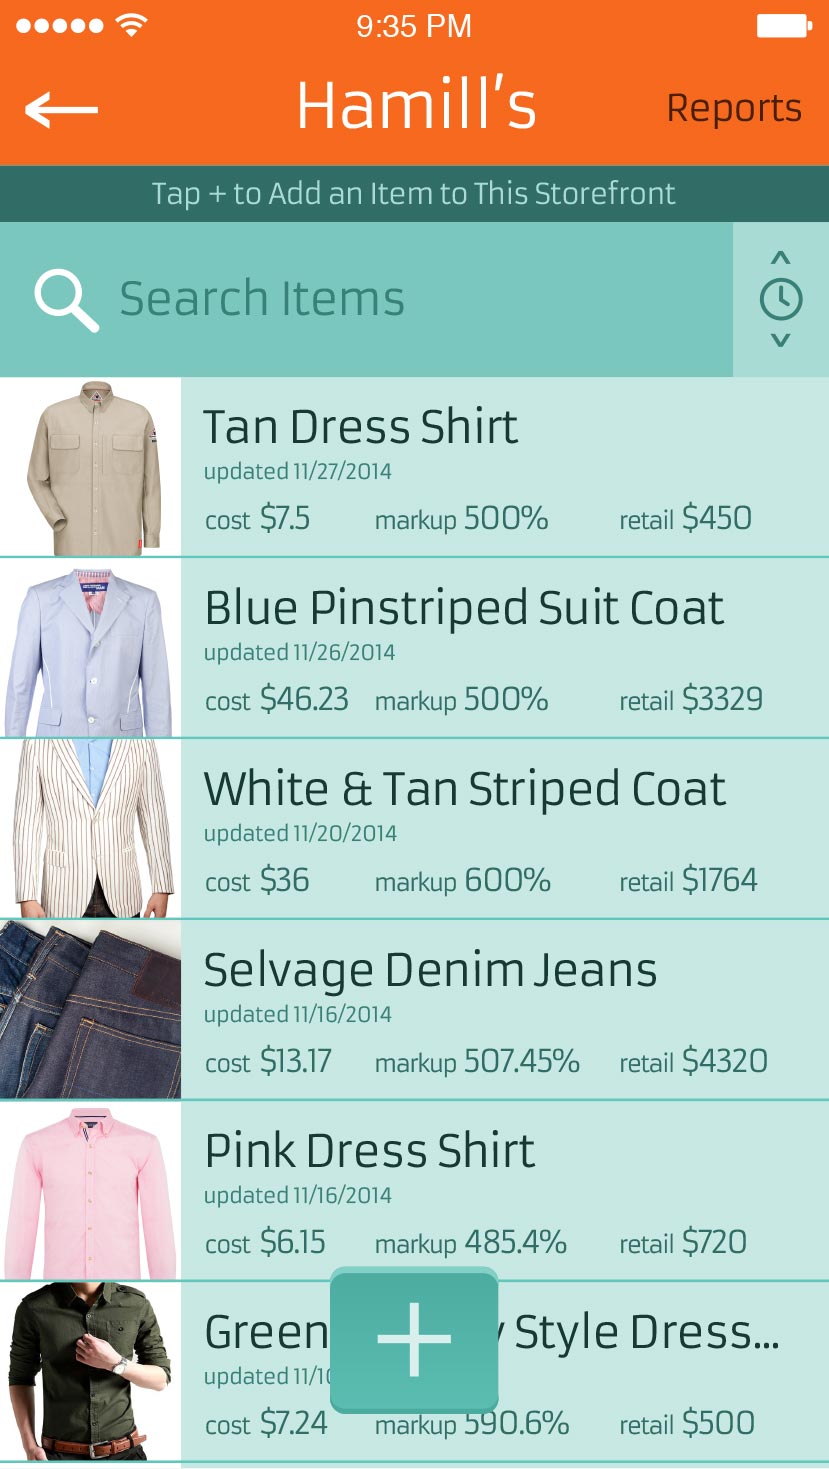 9:35 PM
Hamill's
Reports
Tap + to Add an Item to This Storefront
Search Items
Tan Dress Shirt
updated 11/27/2014
cost $7.5 markup 500% retail $450
Blue Pinstriped Suit Coat
updated 11/26/2014
cost $46.23 markup 500% retail $3329
White & Tan Striped Coat
updated 11/20/2014
cost $36 markup 600% retail $1764
Selvage Denim Jeans
updated 11/16/2014
cost $13.17 markup 507.45% retail $4320
Pink Dress Shirt
updated 11/16/2014
cost $6.15 markup 485.4% retail $720
Green Style Dress...
updated
cost $7.24 markup 590.6% retail $500